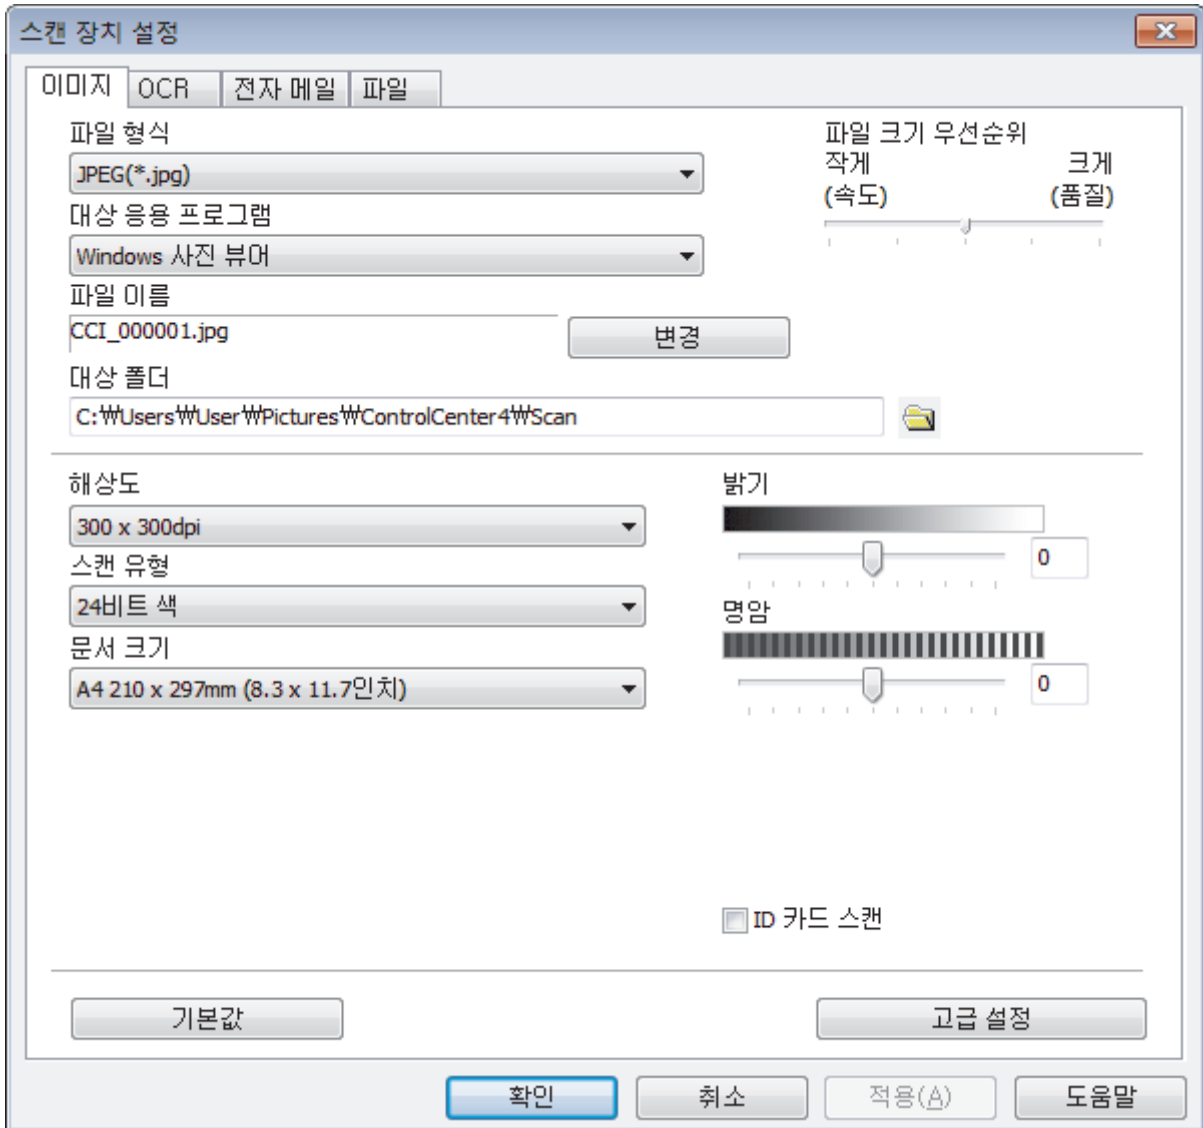 스캔 장치 설정
이미지 OCR 전자 메일 파일
파일 형식
JPEG(*.jpg)
대상 응용 프로그램
Windows 사진 뷰어
파일 이름
CCI_000001.jpg
변경
대상 폴더
C:₩Users₩User₩Pictures₩ControlCenter4₩Scan
파일 크기 우선순위
작게 크게
(속도) (품질)
해상도
300 x 300dpi
스캔 유형
24비트 색
문서 크기
A4 210 x 297mm (8.3 x 11.7인치)
밝기
0
명암
0
ID 카드 스캔
기본값 고급 설정
확인 취소 적용(A) 도움말